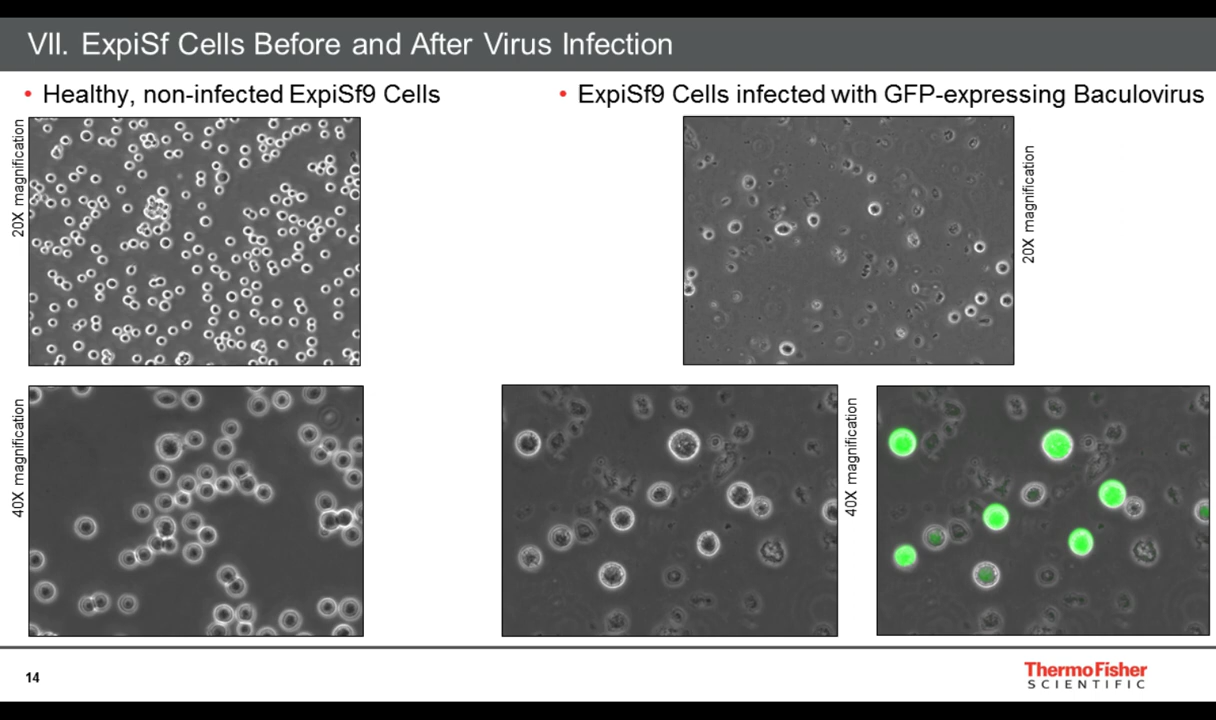 VII. ExpiSf Cells Before and After Virus Infection
• Healthy, non-infected ExpiSf9 Cells
• ExpiSf9 Cells infected with GFP-expressing Baculovirus
20X magnification
20X magnification
40X magnification
40X magnification
14
ThermoFisher
SCIENTIFIC